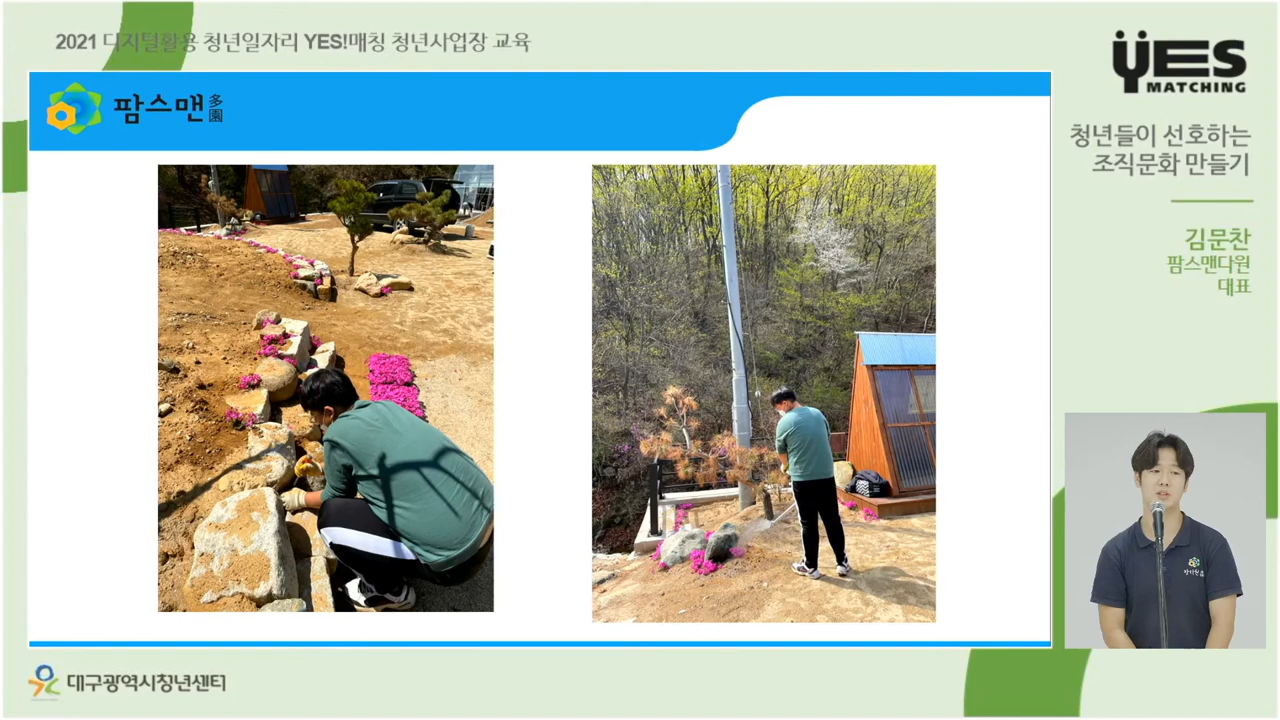 2021 디지털활용 청년일자리 YES!매칭 청년사업장 교육
YES
MATCHING
팜스맨 多園
청년들이 선호하는
조직문화 만들기
김문찬
팜스맨다원
대표
대구광역시청년센터